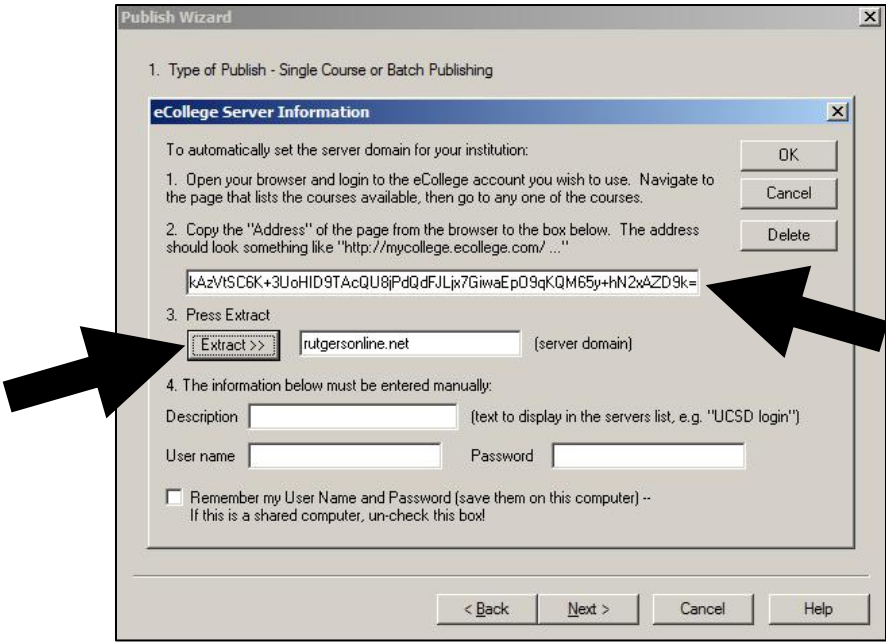 Publish Wizard
1. Type of Publish - Single Course or Batch Publishing
eCollege Server Information
To automatically set the server domain for your institution:
OK
1. Open your browser and login to the eCollege account you wish to use. Navigate to
the page that lists the courses available, then go to any one of the courses.
Cancel
2. Copy the "Address" of the page from the browser to the box below. The address
should look something like "http://mycollege.ecollege.com/ ..."
Delete
kAzVtSC6K+3UoHID9TAcQU8jPdQdFJLjx7GiwaEpO9qKQM65y+hN2xAZD9k=
3. Press Extract
Extract >> rutgersonline.net (server domain)
4. The information below must be entered manually:
Description (text to display in the servers list, e.g. "UCSD login")
User name Password
Remember my User Name and Password (save them on this computer) --
If this is a shared computer, un-check this box!
< Back Next > Cancel Help